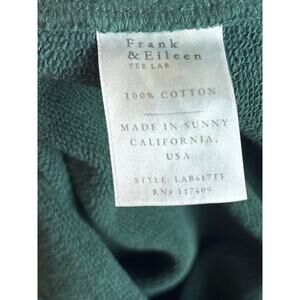 Frank
& Eileen
TEE LAB
100% COTTON
MADE IN SUNNY
CALIFORNIA,
USA
STYLE: LAB617TF
RN# 117409